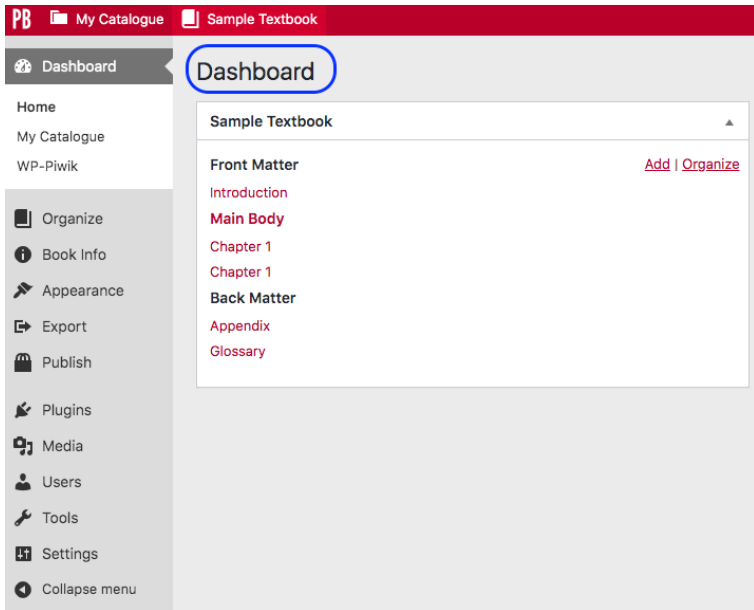 PB My Catalogue Sample Textbook
Dashboard
Home
My Catalogue
WP-Piwik
Organize
Book Info
Appearance
Export
Publish
Plugins
Media
Users
Tools
Settings
Collapse menu
Dashboard
Sample Textbook
Front Matter Add | Organize
Introduction
Main Body
Chapter 1
Chapter 1
Back Matter
Appendix
Glossary